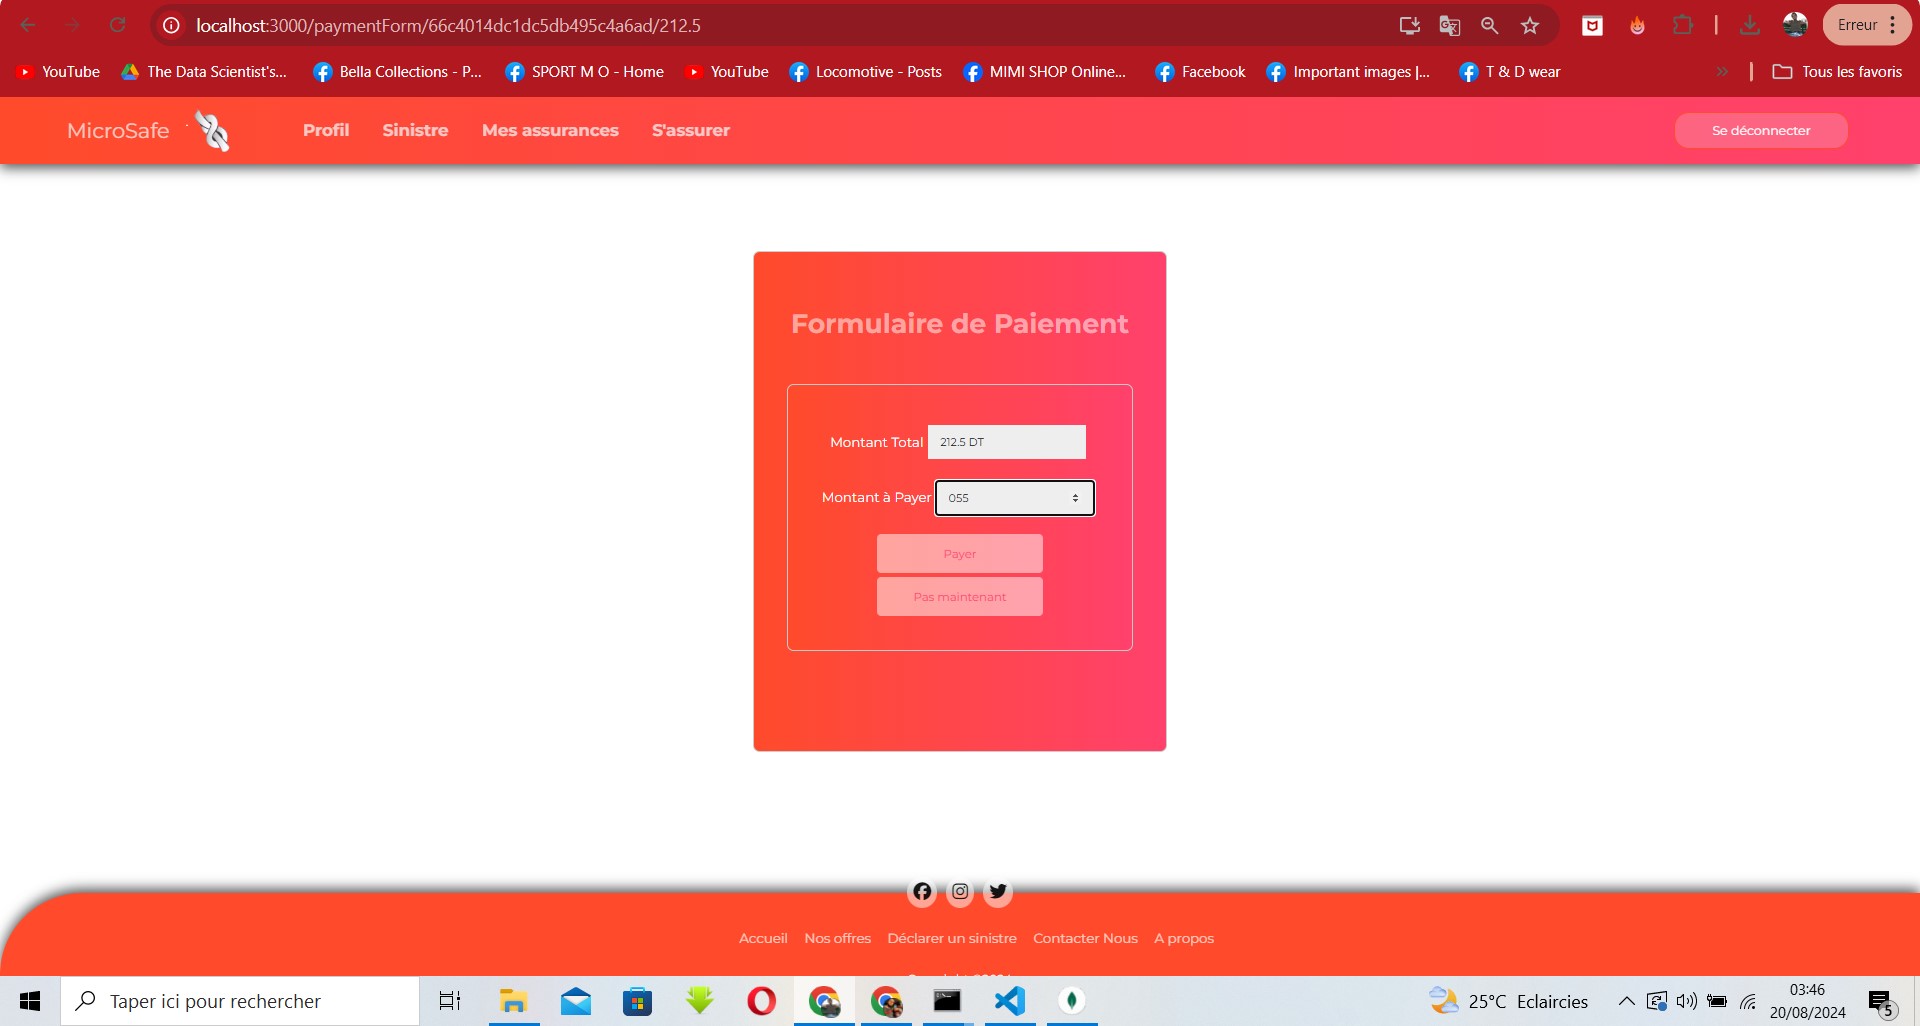 localhost:3000/paymentForm/66c4014dc1dc5db495c4a6ad/212.5
Erreur
YouTube
The Data Scientist's...
Bella Collections - P...
SPORT M O - Home
YouTube
Locomotive - Posts
MIMI SHOP Online...
Facebook
Important images |...
T & D wear
»
Tous les favoris
MicroSafe
Profil
Sinistre
Mes assurances
S'assurer
Se déconnecter
Formulaire de Paiement
Montant Total 212.5 DT
Montant à Payer 055
Payer
Pas maintenant
Accueil Nos offres Déclarer un sinistre Contacter Nous A propos
Taper ici pour rechercher
25°C Eclaircies
03:46
20/08/2024
5